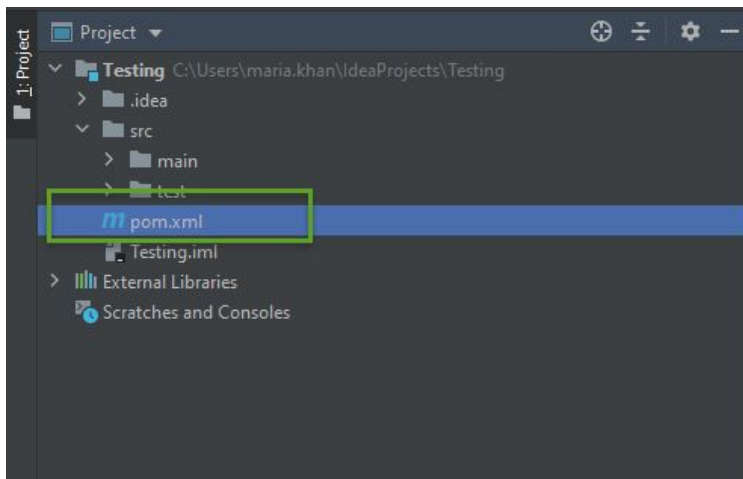 1: Project
Project
Testing C:\Users\maria.khan\IdeaProjects\Testing
.idea
src
main
test
pom.xml
Testing.iml
External Libraries
Scratches and Consoles